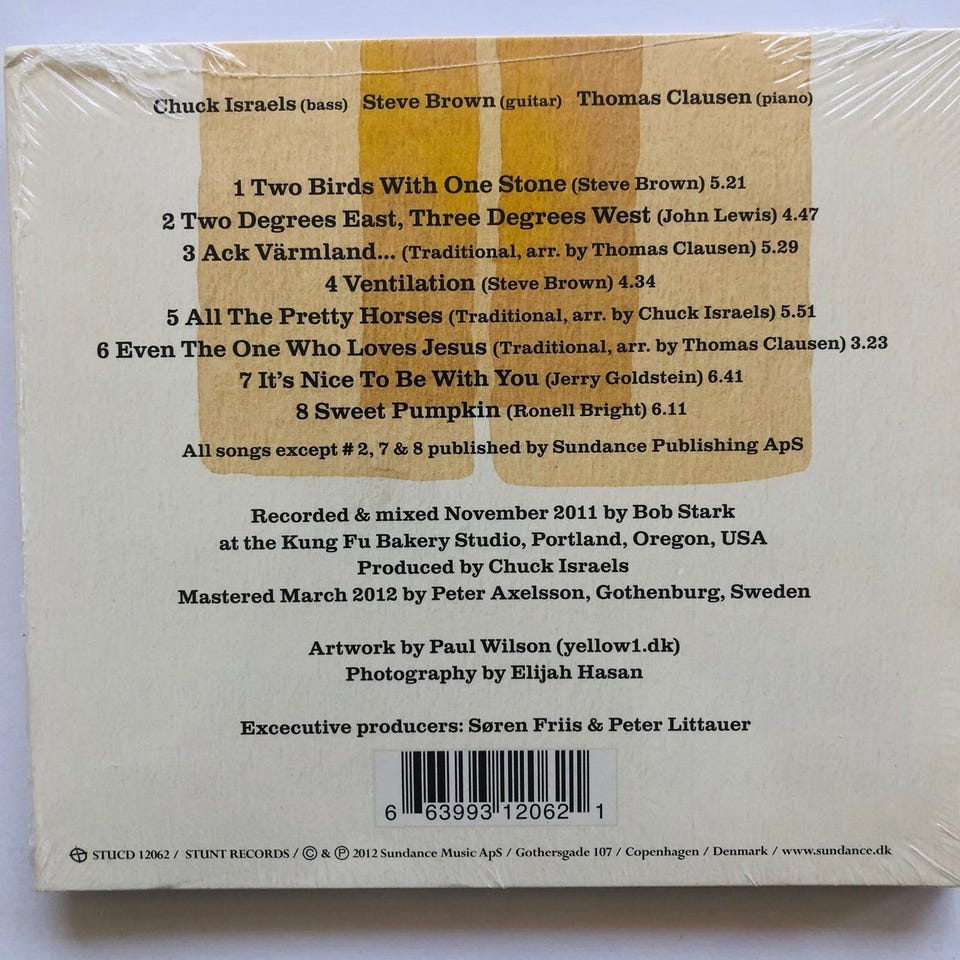 Chuck Israels (bass) Steve Brown (guitar) Thomas Clausen (piano)
1 Two Birds With One Stone (Steve Brown) 5.21
2 Two Degrees East, Three Degrees West (John Lewis) 4.47
3 Ack Värmland... (Traditional, arr. by Thomas Clausen) 5.29
4 Ventilation (Steve Brown) 4.34
5 All The Pretty Horses (Traditional, arr. by Chuck Israels) 5.51
6 Even The One Who Loves Jesus (Traditional, arr. by Thomas Clausen) 3.23
7 It's Nice To Be With You (Jerry Goldstein) 6.41
8 Sweet Pumpkin (Ronell Bright) 6.11
All songs except # 2, 7 & 8 published by Sundance Publishing ApS
Recorded & mixed November 2011 by Bob Stark
at the Kung Fu Bakery Studio, Portland, Oregon, USA
Produced by Chuck Israels
Mastered March 2012 by Peter Axelsson, Gothenburg, Sweden
Artwork by Paul Wilson (yellow1.dk)
Photography by Elijah Hasan
Excecutive producers: Søren Friis & Peter Littauer
6 63993 12062 1
STUCD 12062 / STUNT RECORDS / © & ℗ 2012 Sundance Music ApS / Gothersgade 107 / Copenhagen / Denmark / www.sundance.dk